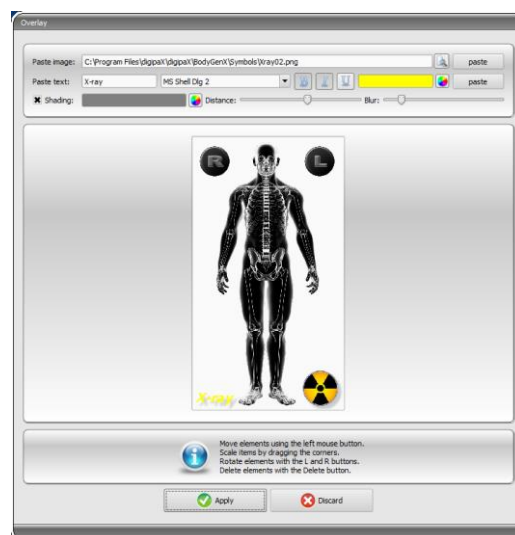 Overlay
Paste image: C:\Program Files\digipaX\digipaX\BodyGenX\Symbols\Xray02.png paste
Paste text: X-ray MS Shell Dlg 2 B I U paste
Shading: Distance: Blur:
R L
X-ray
Move elements using the left mouse button.
Scale items by dragging the corners.
Rotate elements with the L and R buttons.
Delete elements with the Delete button.
Apply Discard